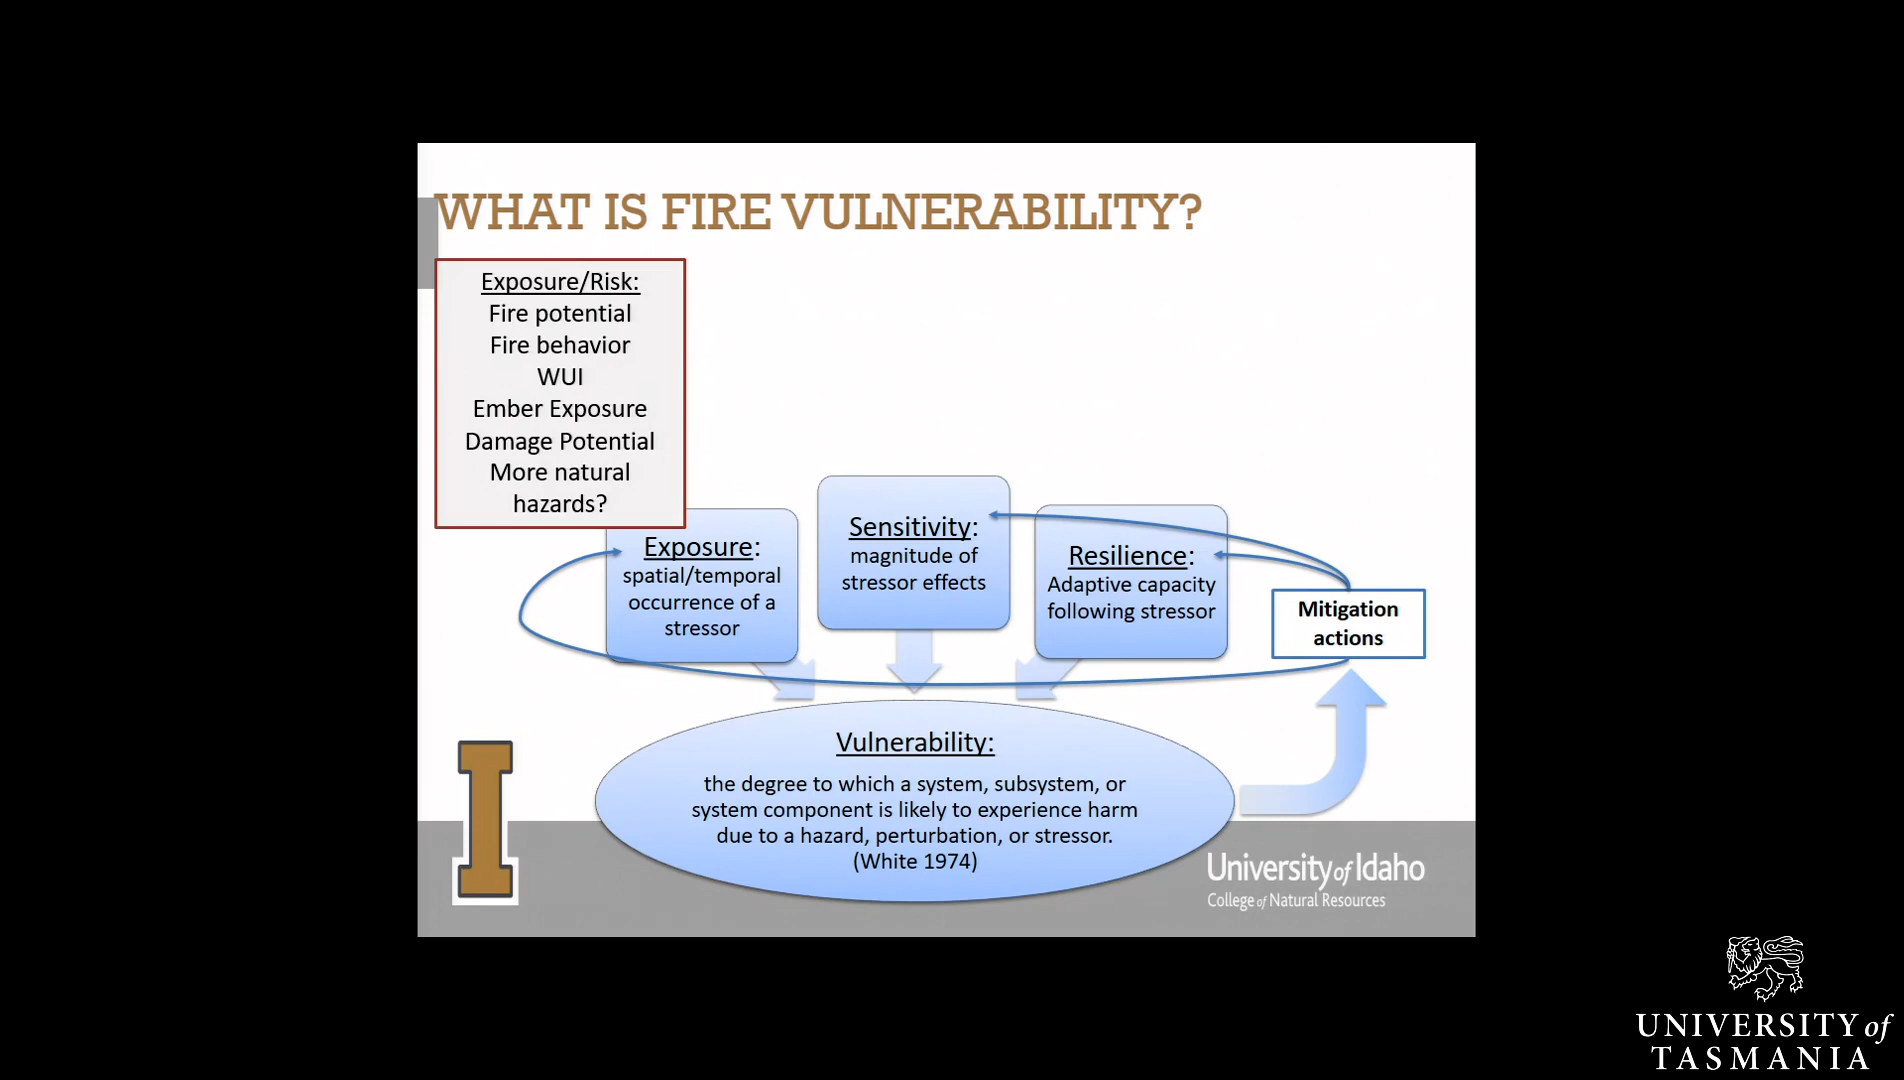 WHAT IS FIRE VULNERABILITY?
Exposure/Risk:
Fire potential
Fire behavior
WUI
Ember Exposure
Damage Potential
More natural
hazards?
Exposure:
spatial/temporal
occurrence of a
stressor
Sensitivity:
magnitude of
stressor effects
Resilience:
Adaptive capacity
following stressor
Mitigation
actions
Vulnerability:
the degree to which a system, subsystem, or
system component is likely to experience harm
due to a hazard, perturbation, or stressor.
(White 1974)
I
University of Idaho
College of Natural Resources
UNIVERSITY of
TASMANIA